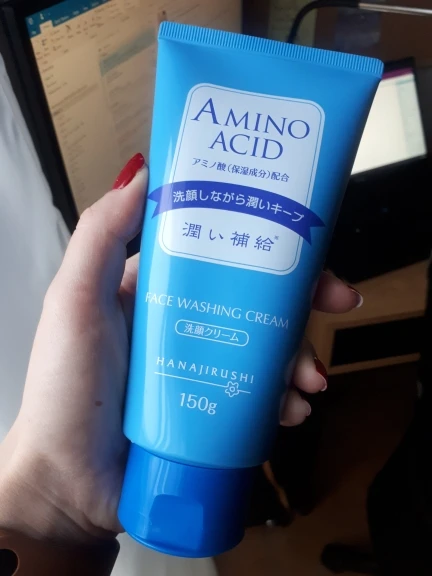 AMINO
ACID
アミノ酸(保湿成分)配合
洗顔しながら潤いキープ
潤い補給*
FACE WASHING CREAM
洗顔クリーム
HANAJIRUSHI
150g